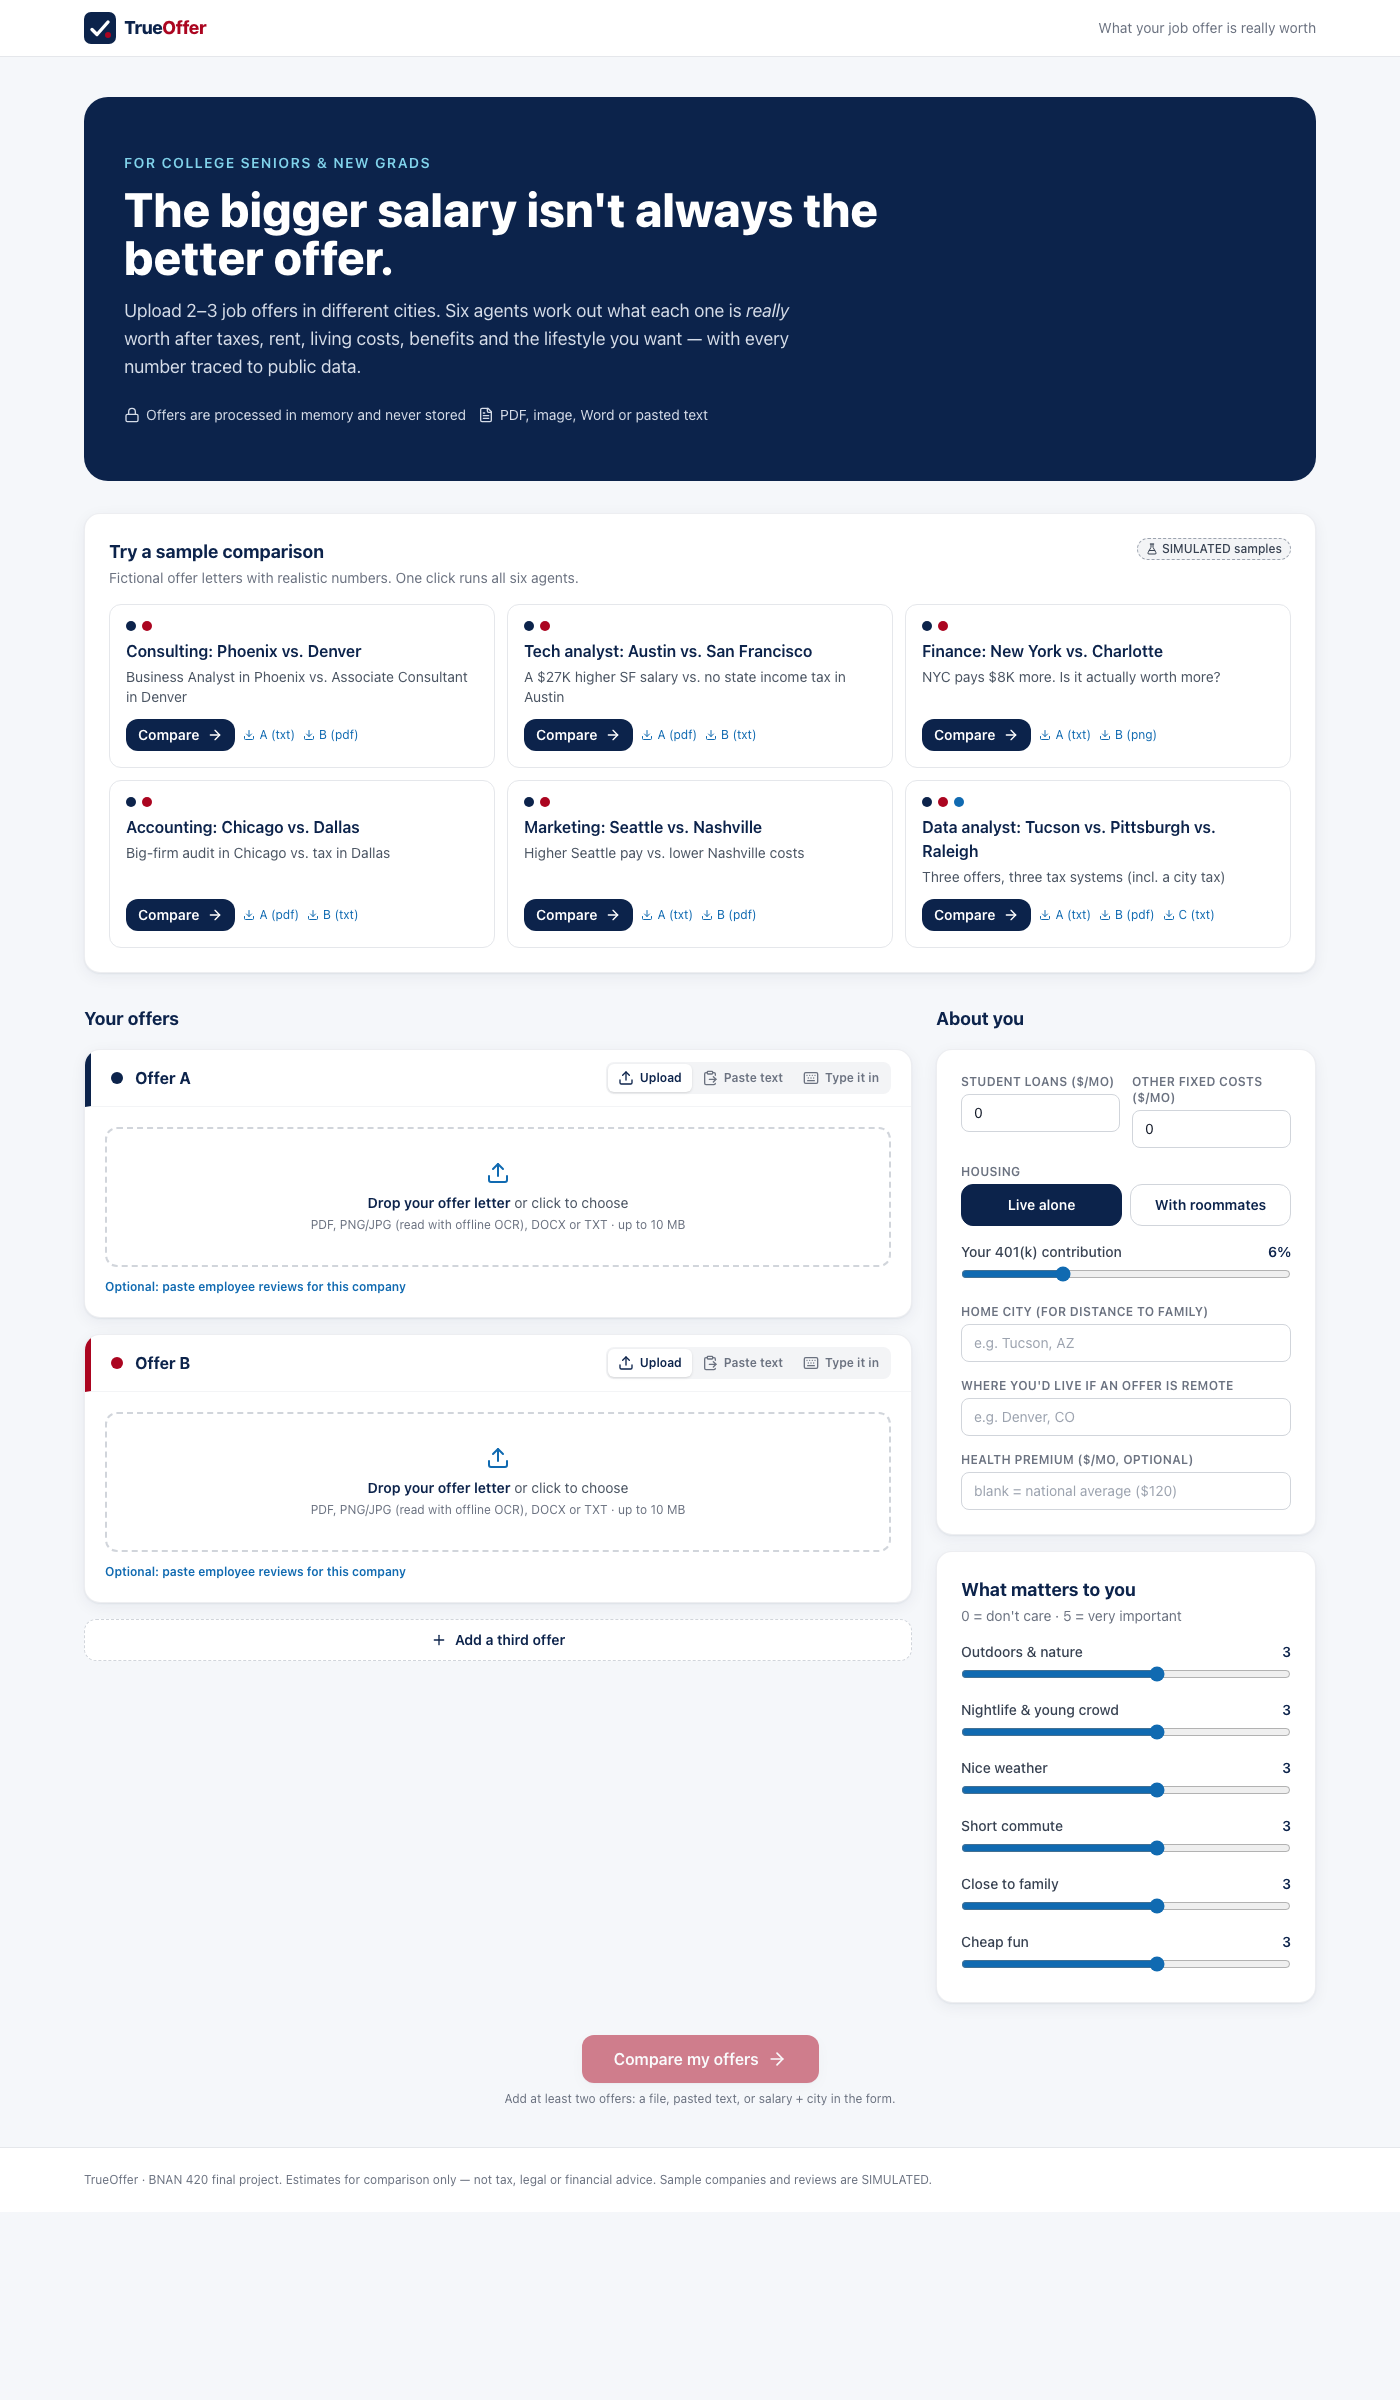 TrueOffer
What your job offer is really worth
FOR COLLEGE SENIORS & NEW GRADS
The bigger salary isn't always the
better offer.
Upload 2–3 job offers in different cities. Six agents work out what each one is really
worth after taxes, rent, living costs, benefits and the lifestyle you want — with every
number traced to public data.
Offers are processed in memory and never stored
PDF, image, Word or pasted text
Try a sample comparison
SIMULATED samples
Fictional offer letters with realistic numbers. One click runs all six agents.
Consulting: Phoenix vs. Denver
Business Analyst in Phoenix vs. Associate Consultant
in Denver
Compare
A (txt)
B (pdf)
Tech analyst: Austin vs. San Francisco
A $27K higher SF salary vs. no state income tax in
Austin
Compare
A (pdf)
B (txt)
Finance: New York vs. Charlotte
NYC pays $8K more. Is it actually worth more?
Compare
A (txt)
B (png)
Accounting: Chicago vs. Dallas
Big-firm audit in Chicago vs. tax in Dallas
Compare
A (pdf)
B (txt)
Marketing: Seattle vs. Nashville
Higher Seattle pay vs. lower Nashville costs
Compare
A (txt)
B (pdf)
Data analyst: Tucson vs. Pittsburgh vs.
Raleigh
Three offers, three tax systems (incl. a city tax)
Compare
A (txt)
B (pdf)
C (txt)
Your offers
Offer A
Upload
Paste text
Type it in
Drop your offer letter or click to choose
PDF, PNG/JPG (read with offline OCR), DOCX or TXT · up to 10 MB
Optional: paste employee reviews for this company
Offer B
Upload
Paste text
Type it in
Drop your offer letter or click to choose
PDF, PNG/JPG (read with offline OCR), DOCX or TXT · up to 10 MB
Optional: paste employee reviews for this company
Add a third offer
About you
STUDENT LOANS ($/MO)
0
OTHER FIXED COSTS
($/MO)
0
HOUSING
Live alone
With roommates
Your 401(k) contribution
6%
HOME CITY (FOR DISTANCE TO FAMILY)
e.g. Tucson, AZ
WHERE YOU'D LIVE IF AN OFFER IS REMOTE
e.g. Denver, CO
HEALTH PREMIUM ($/MO, OPTIONAL)
blank = national average ($120)
What matters to you
0 = don't care · 5 = very important
Outdoors & nature
3
Nightlife & young crowd
3
Nice weather
3
Short commute
3
Close to family
3
Cheap fun
3
Compare my offers
Add at least two offers: a file, pasted text, or salary + city in the form.
TrueOffer · BNAN 420 final project. Estimates for comparison only — not tax, legal or financial advice. Sample companies and reviews are SIMULATED.